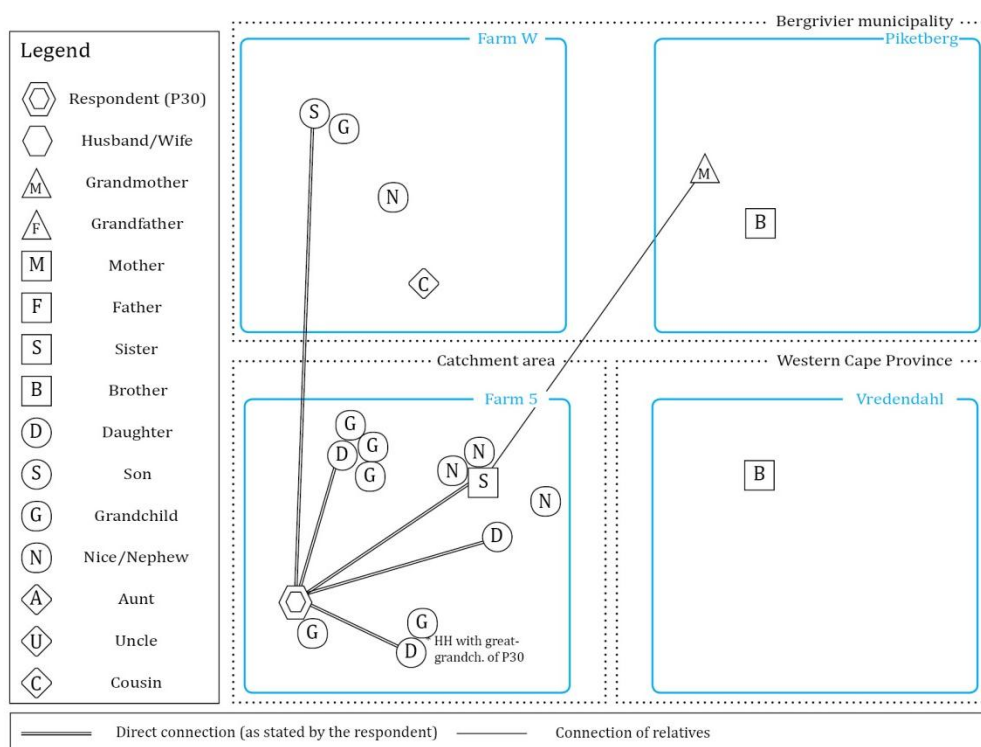 Legend
Respondent (P30)
Husband/Wife
M Grandmother
F Grandfather
M Mother
F Father
S Sister
B Brother
D Daughter
S Son
G Grandchild
N Nice/Nephew
A Aunt
U Uncle
C Cousin
Bergrivier municipality
Farm W
S
G
N
C
Piketberg
M
B
Catchment area
Farm 5
G
D
G
G
N
N
S
N
D
G
G
D
* HH with great-
grandch. of P30
Western Cape Province
Vredendahl
B
Direct connection (as stated by the respondent)
Connection of relatives